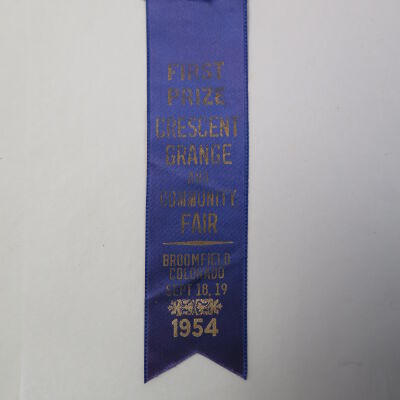 FIRST
PRIZE
CRESCENT
GRANGE
AND
COMMUNITY
FAIR
BROOMFIELD
COLORADO
SEPT 18, 19
1954